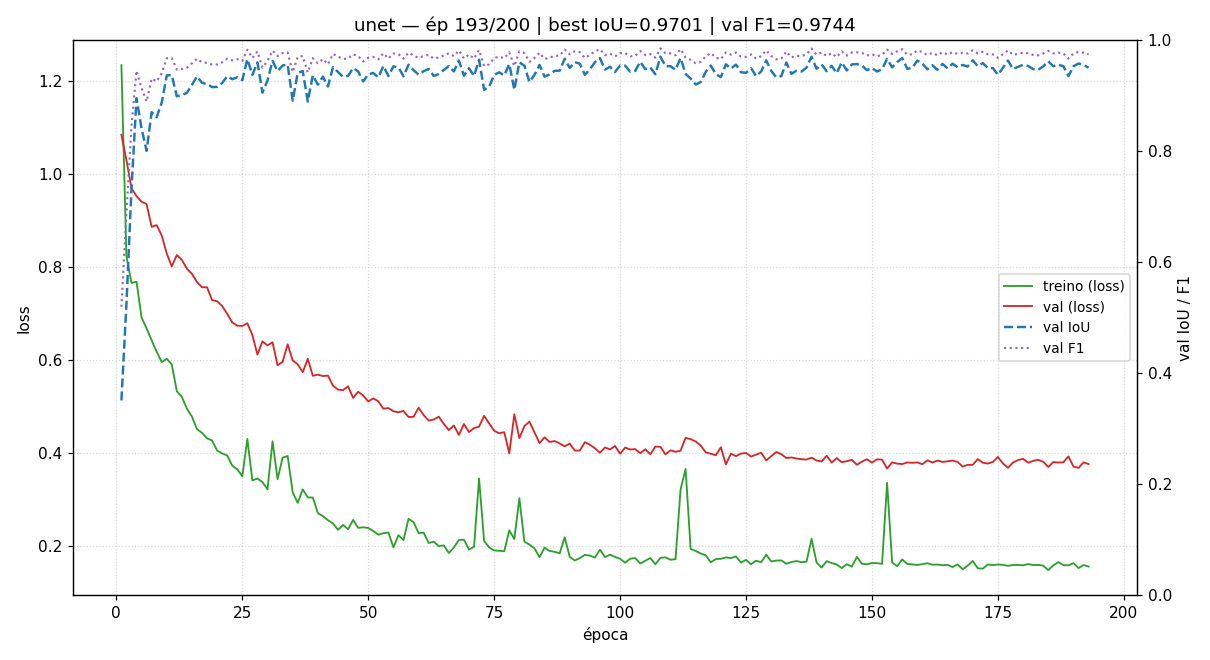 unet — ép 193/200 | best IoU=0.9701 | val F1=0.9744
1.2
1.0
0.8
0.6
0.4
0.2
loss
1.0
0.8
0.6
0.4
0.2
0.0
val IoU / F1
treino (loss)
val (loss)
val IoU
val F1
0
25
50
75
100
125
150
175
200
época